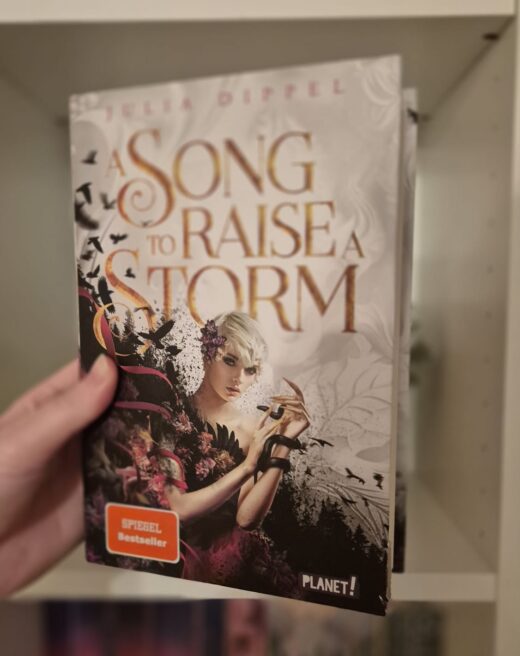 JULIA DIPPEL
A SONG
TO RAISE A
STORM
SPIEGEL
Bestseller
PLANET!